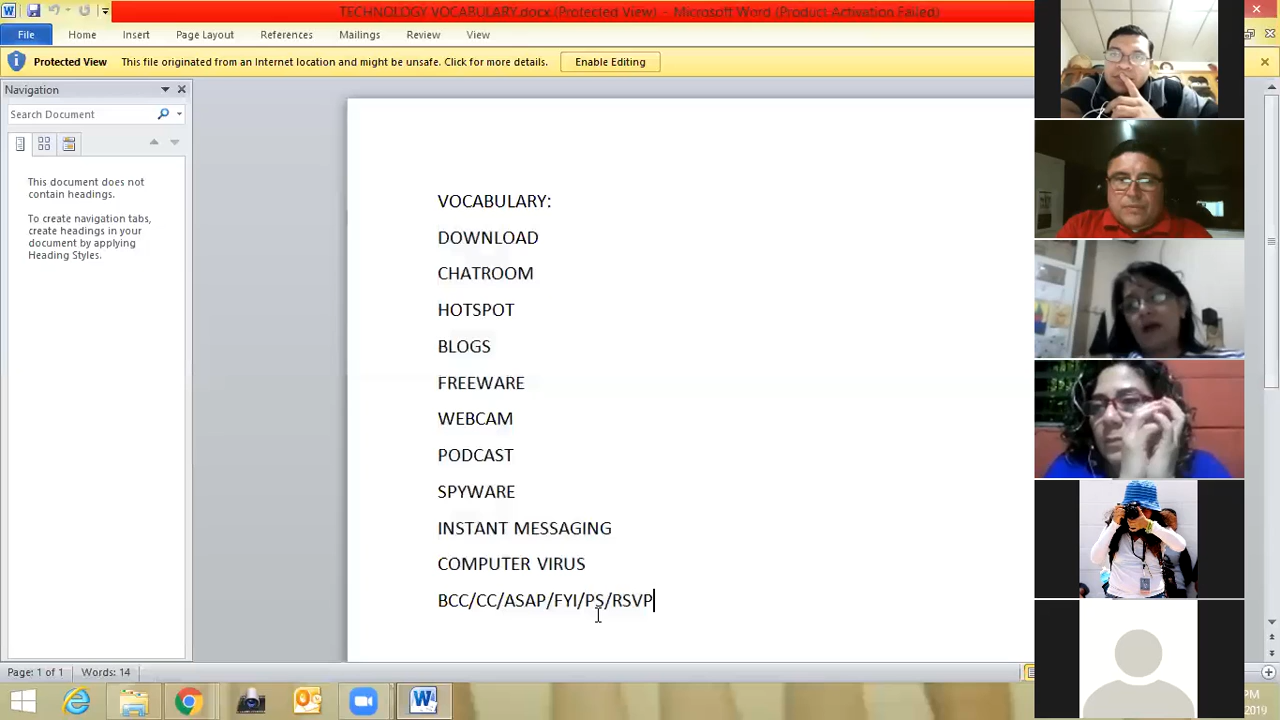 TECHNOLOGY VOCABULARY.docx (Protected View) - Microsoft Word (Product Activation Failed)
File Home Insert Page Layout References Mailings Review View
Protected View This file originated from an Internet location and might be unsafe. Click for more details. Enable Editing
Navigation
Search Document
This document does not
contain headings.
To create navigation tabs,
create headings in your
document by applying
Heading Styles.
VOCABULARY:
DOWNLOAD
CHATROOM
HOTSPOT
BLOGS
FREEWARE
WEBCAM
PODCAST
SPYWARE
INSTANT MESSAGING
COMPUTER VIRUS
BCC/CC/ASAP/FYI/PS/RSVP
Page: 1 of 1 Words: 14
PM
2019